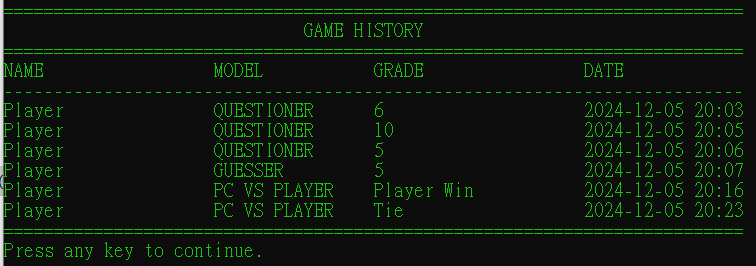 ==========================================================================
GAME HISTORY
==========================================================================
NAME MODEL GRADE DATE
--------------------------------------------------------------------------
Player QUESTIONER 6 2024-12-05 20:03
Player QUESTIONER 10 2024-12-05 20:05
Player QUESTIONER 5 2024-12-05 20:06
Player GUESSER 5 2024-12-05 20:07
Player PC VS PLAYER Player Win 2024-12-05 20:16
Player PC VS PLAYER Tie 2024-12-05 20:23
==========================================================================
Press any key to continue.